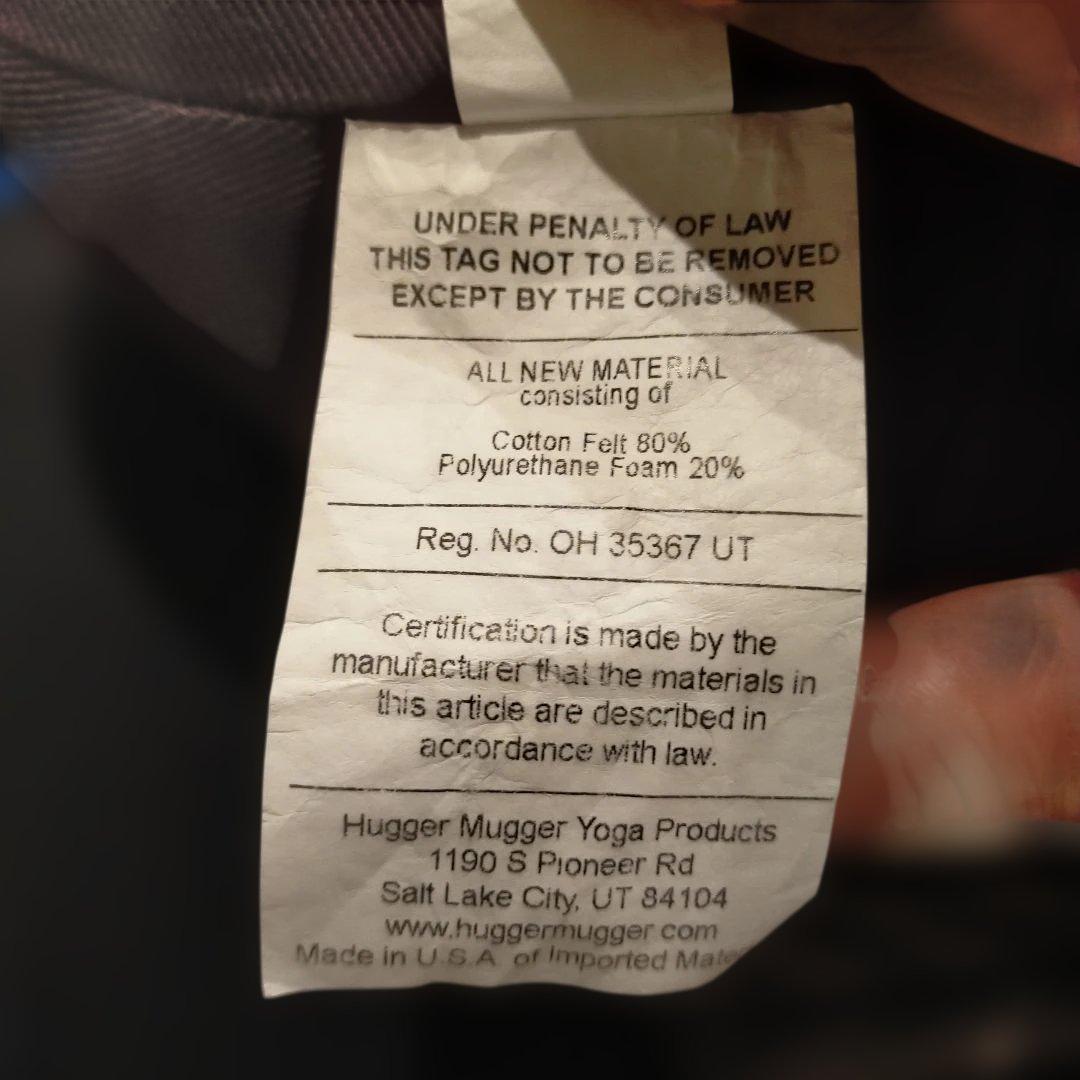 UNDER PENALTY OF LAW
THIS TAG NOT TO BE REMOVED
EXCEPT BY THE CONSUMER
ALL NEW MATERIAL
consisting of
Cotton Felt 80%
Polyurethane Foam 20%
Reg. No. OH 35367 UT
Certification is made by the
manufacturer that the materials in
this article are described in
accordance with law.
Hugger Mugger Yoga Products
1190 S Pioneer Rd
Salt Lake City, UT 84104
www.huggermugger.com
Made in U.S.A. of Imported